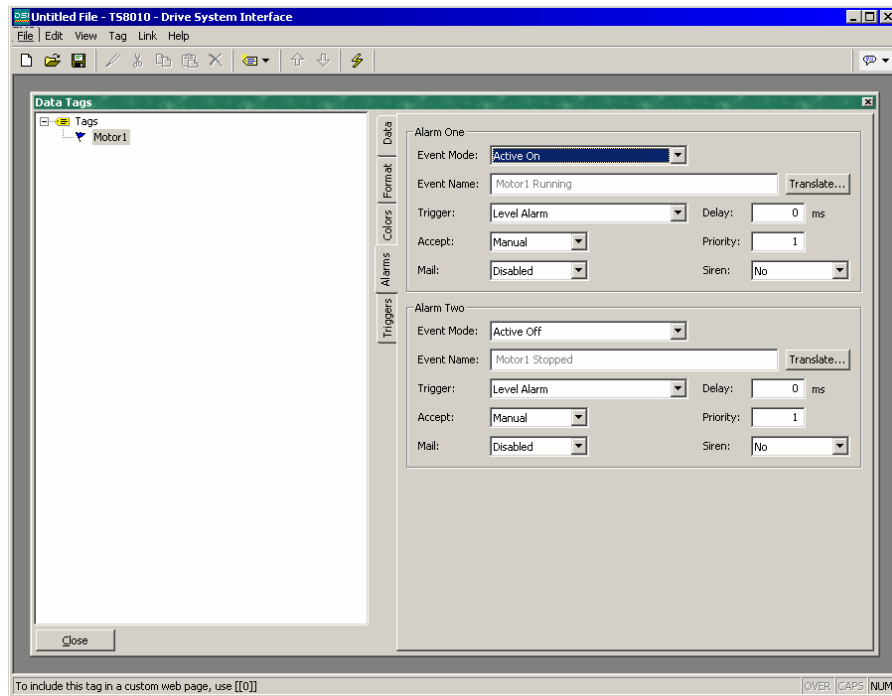 DSI Untitled File - TS8010 - Drive System Interface
File Edit View Tag Link Help
Data Tags
Tags
Motor1
Data
Format
Colors
Alarms
Triggers
Alarm One
Event Mode: Active On
Event Name: Motor1 Running Translate...
Trigger: Level Alarm Delay: 0 ms
Accept: Manual Priority: 1
Mail: Disabled Siren: No
Alarm Two
Event Mode: Active Off
Event Name: Motor1 Stopped Translate...
Trigger: Level Alarm Delay: 0 ms
Accept: Manual Priority: 1
Mail: Disabled Siren: No
Close
To include this tag in a custom web page, use [[0]] OVER CAPS NUM